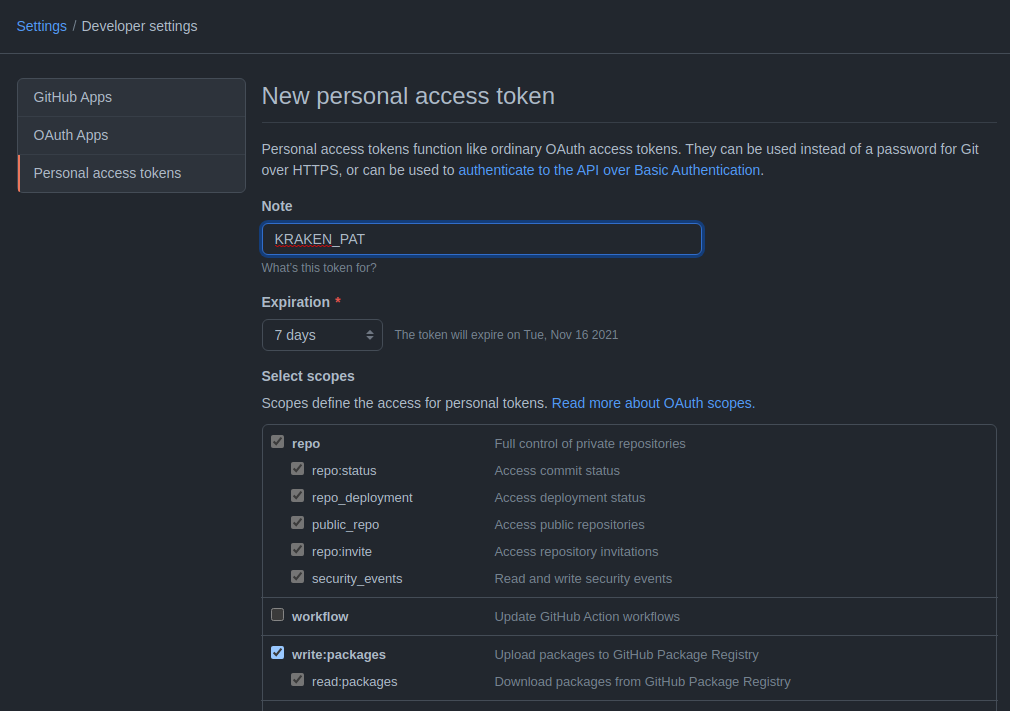 Settings / Developer settings
GitHub Apps
OAuth Apps
Personal access tokens
New personal access token
Personal access tokens function like ordinary OAuth access tokens. They can be used instead of a password for Git
over HTTPS, or can be used to authenticate to the API over Basic Authentication.
Note
KRAKEN_PAT
What's this token for?
Expiration *
7 days The token will expire on Tue, Nov 16 2021
Select scopes
Scopes define the access for personal tokens. Read more about OAuth scopes.
repo Full control of private repositories
repo:status Access commit status
repo_deployment Access deployment status
public_repo Access public repositories
repo:invite Access repository invitations
security_events Read and write security events
workflow Update GitHub Action workflows
write:packages Upload packages to GitHub Package Registry
read:packages Download packages from GitHub Package Registry